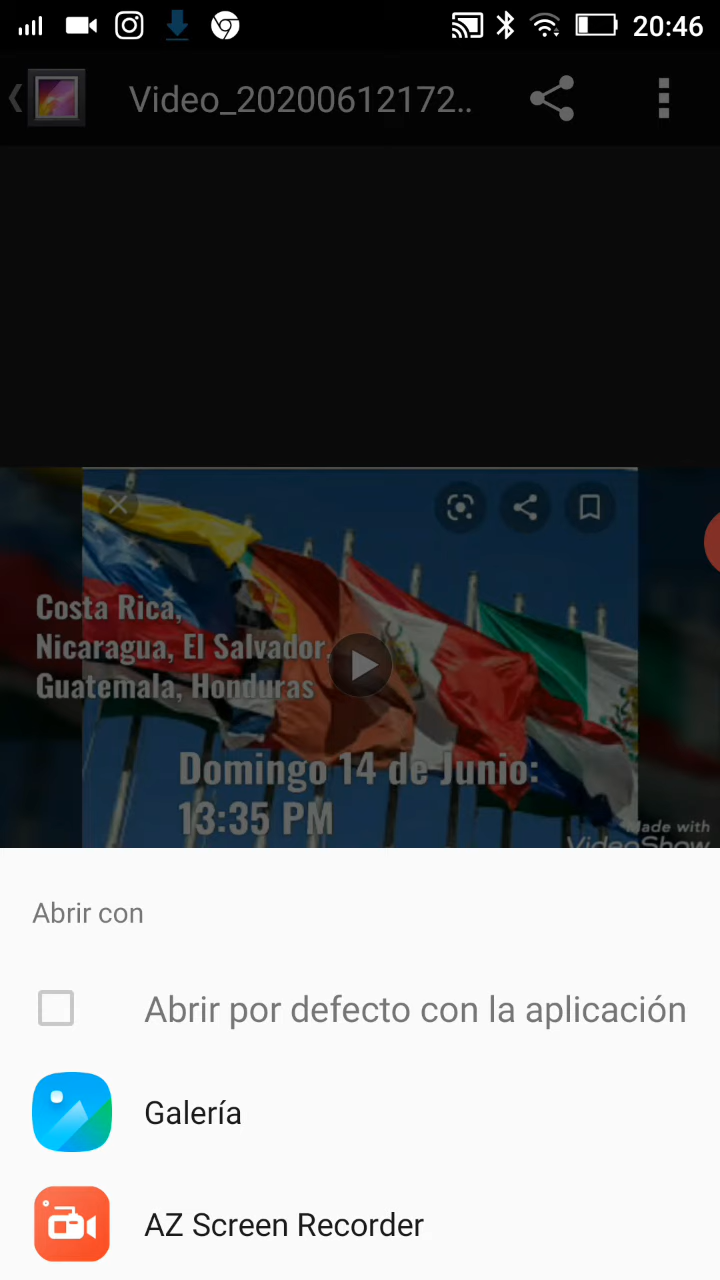 20:46
Video_20200612172..
Costa Rica,
Nicaragua, El Salvador,
Guatemala, Honduras
Domingo 14 de Junio:
13:35 PM
Made with
VideoShow
Abrir con
Abrir por defecto con la aplicación
Galería
AZ Screen Recorder